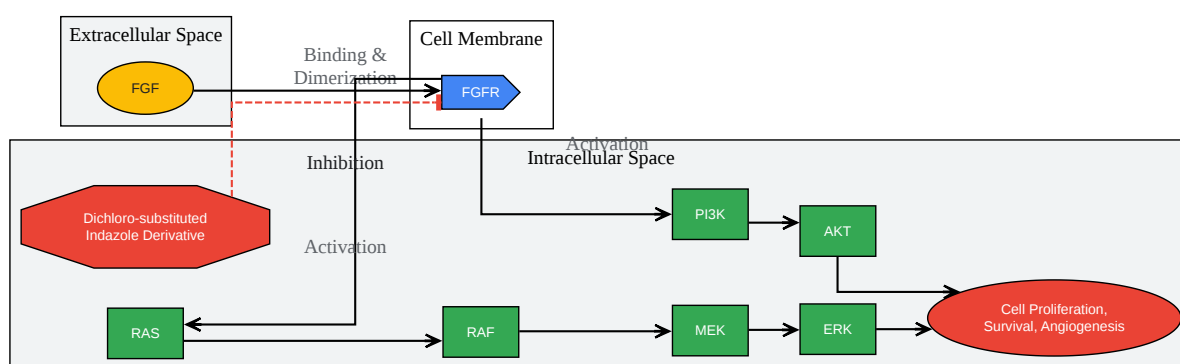 Extracellular Space
FGF
Binding &
Dimerization
Cell Membrane
FGFR
Activation
Intracellular Space
Inhibition
Dichloro-substituted
Indazole Derivative
Activation
PI3K
AKT
RAS
RAF
MEK
ERK
Cell Proliferation,
Survival, Angiogenesis